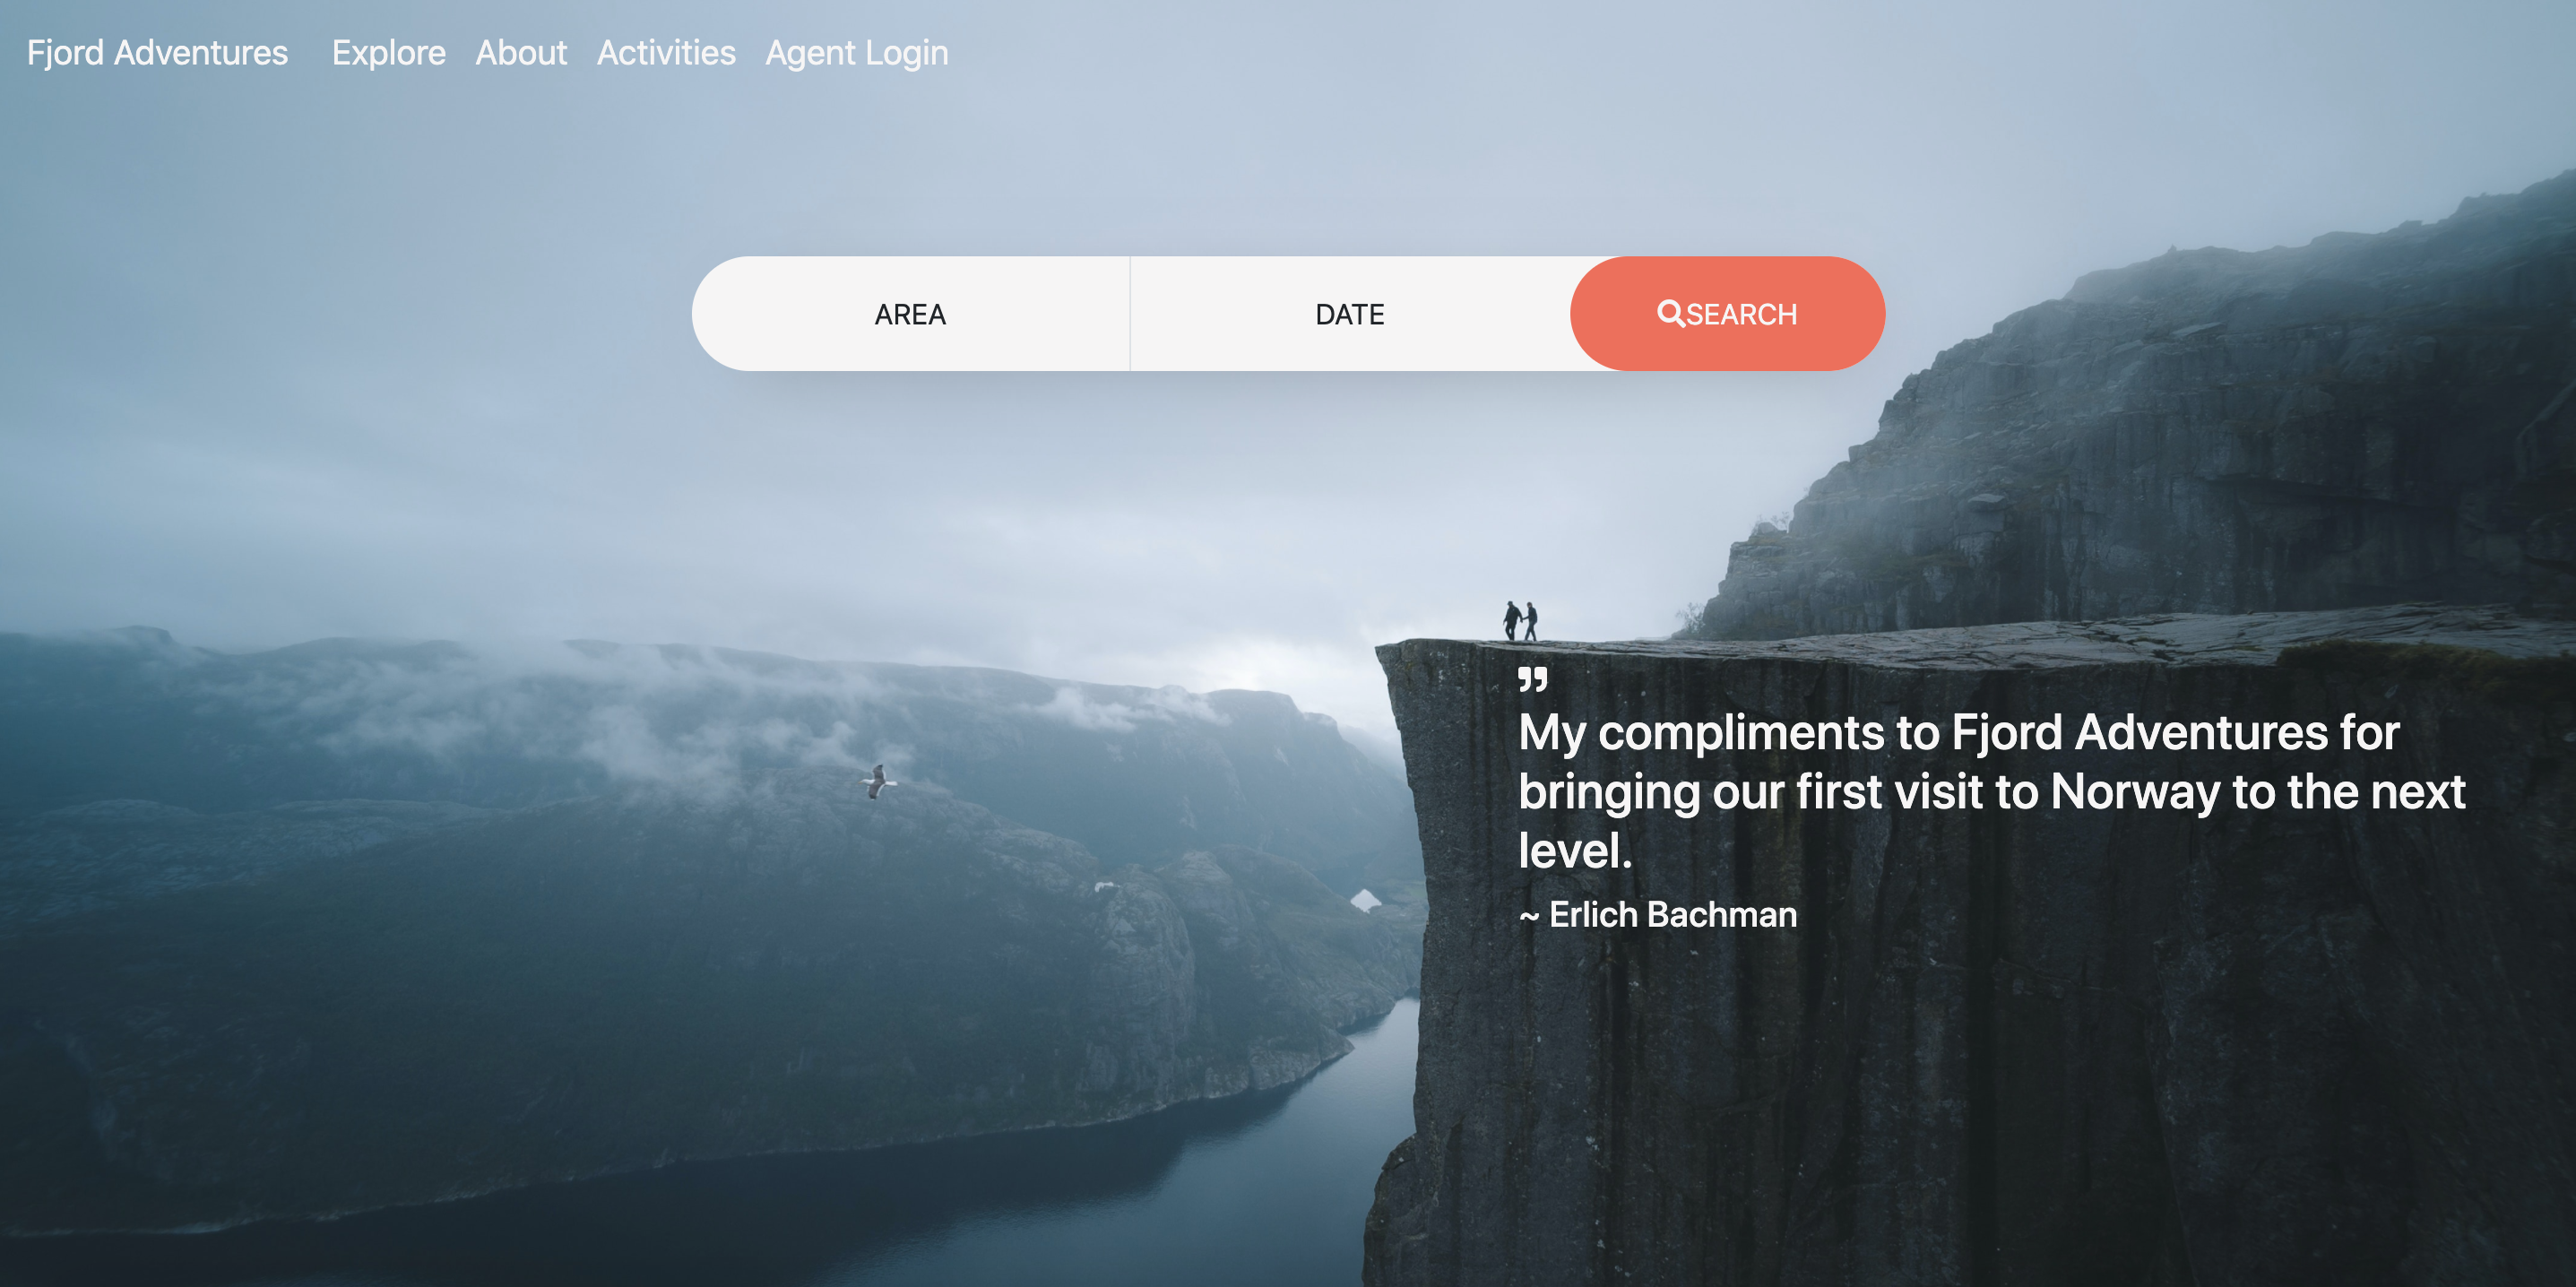 Fjord Adventures Explore About Activities Agent Login
AREA DATE SEARCH
”
My compliments to Fjord Adventures for
bringing our first visit to Norway to the next
level.
~ Erlich Bachman